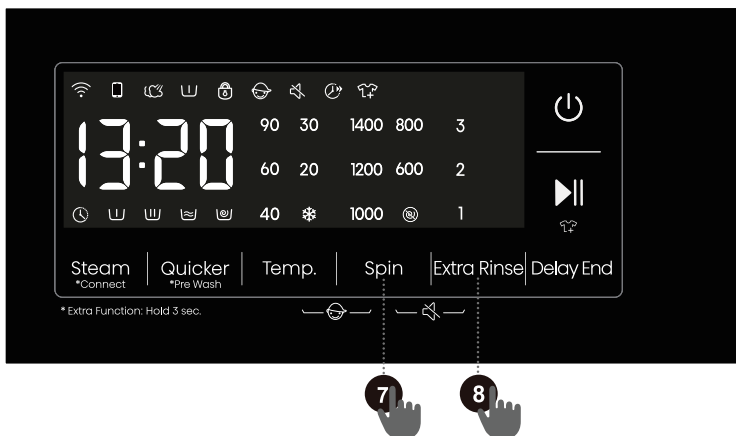 13:20
90 30 1400 800 3
60 20 1200 600 2
40 1000 1
Steam Quicker Temp. Spin Extra Rinse Delay End
*Connect *Pre Wash
* Extra Function: Hold 3 sec.
7 8